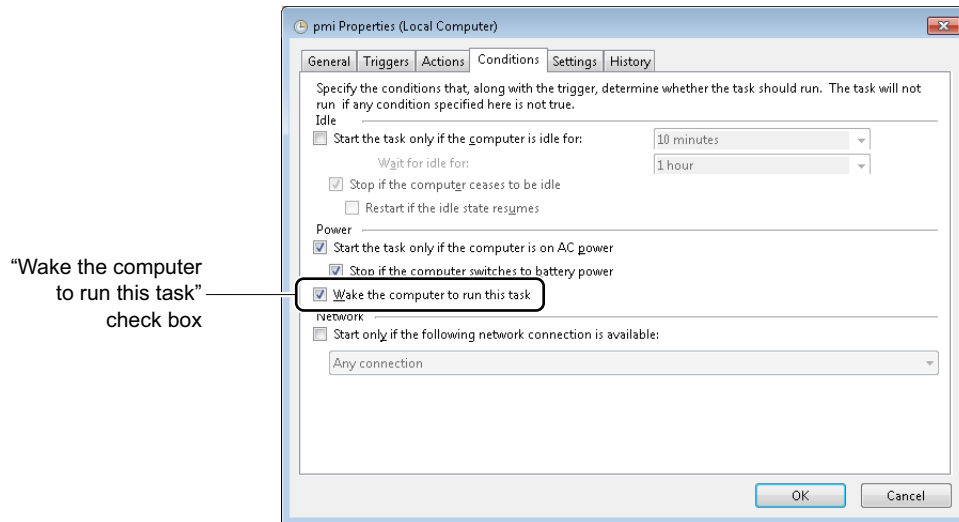 pmi Properties (Local Computer)
General Triggers Actions Conditions Settings History
Specify the conditions that, along with the trigger, determine whether the task should run. The task will not
run if any condition specified here is not true.
Idle
Start the task only if the computer is idle for: 10 minutes
Wait for idle for: 1 hour
Stop if the computer ceases to be idle
Restart if the idle state resumes
Power
Start the task only if the computer is on AC power
Stop if the computer switches to battery power
"Wake the computer
to run this task"
check box
Wake the computer to run this task
Network
Start only if the following network connection is available:
Any connection
OK Cancel